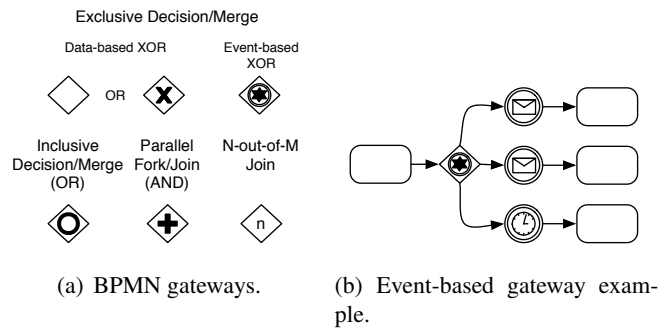 Exclusive Decision/Merge
Data-based XOR
Event-based
XOR
OR
X
Inclusive
Decision/Merge
(OR)
Parallel
Fork/Join
(AND)
N-out-of-M
Join
n
(a) BPMN gateways.
(b) Event-based gateway exam-
ple.